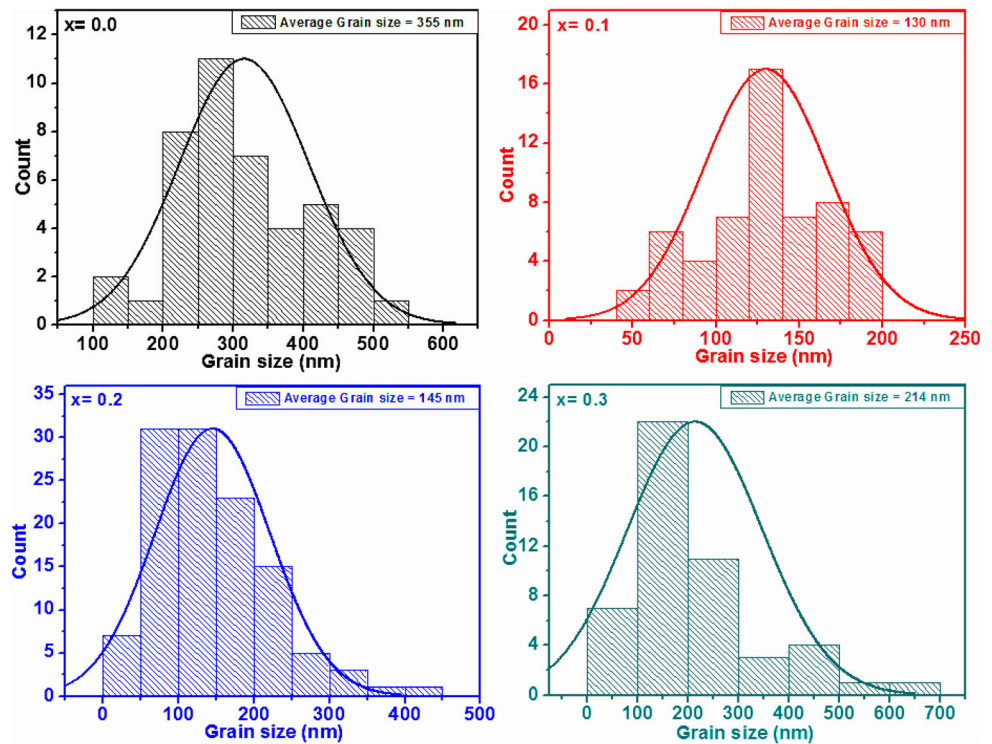 x= 0.0
Average Grain size = 355 nm
12
10
8
6
4
2
0
Count
100 200 300 400 500 600
Grain size (nm)
x= 0.1
Average Grain size = 130 nm
20
16
12
8
4
0
Count
0 50 100 150 200 250
Grain size (nm)
x= 0.2
Average Grain size = 145 nm
35
30
25
20
15
10
5
0
Count
0 100 200 300 400 500
Grain size (nm)
x= 0.3
Average Grain size = 214 nm
24
20
16
12
8
4
0
Count
0 100 200 300 400 500 600 700
Grain size (nm)